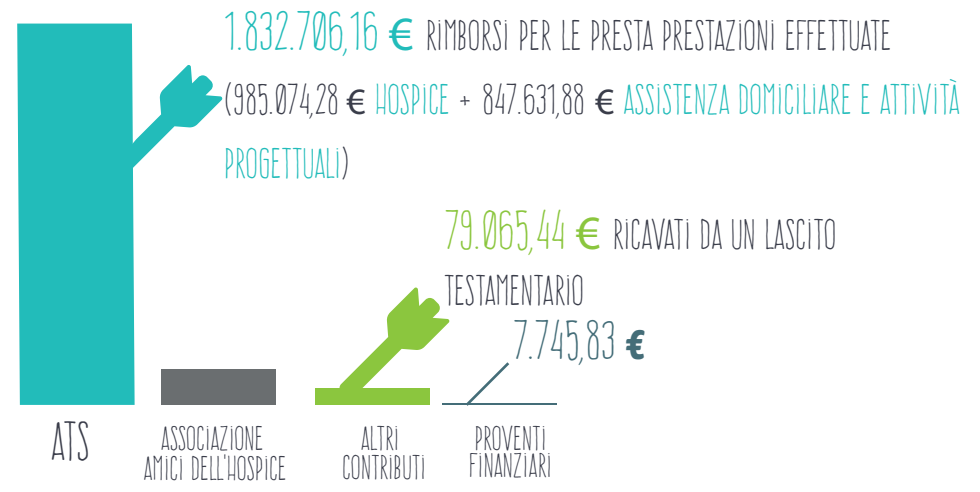 1.832.706,16 € RIMBORSI PER LE PRESTA PRESTAZIONI EFFETTUATE
(985.074,28 € HOSPICE + 847.631,88 € ASSISTENZA DOMICILIARE E ATTIVITÀ
PROGETTUALI)
79.065,44 € RICAVATI DA UN LASCITO
TESTAMENTARIO
7.745,83 €
ATS
ASSOCIAZIONE
AMICI DELL'HOSPICE
ALTRI
CONTRIBUTI
PROVENTI
FINANZIARI